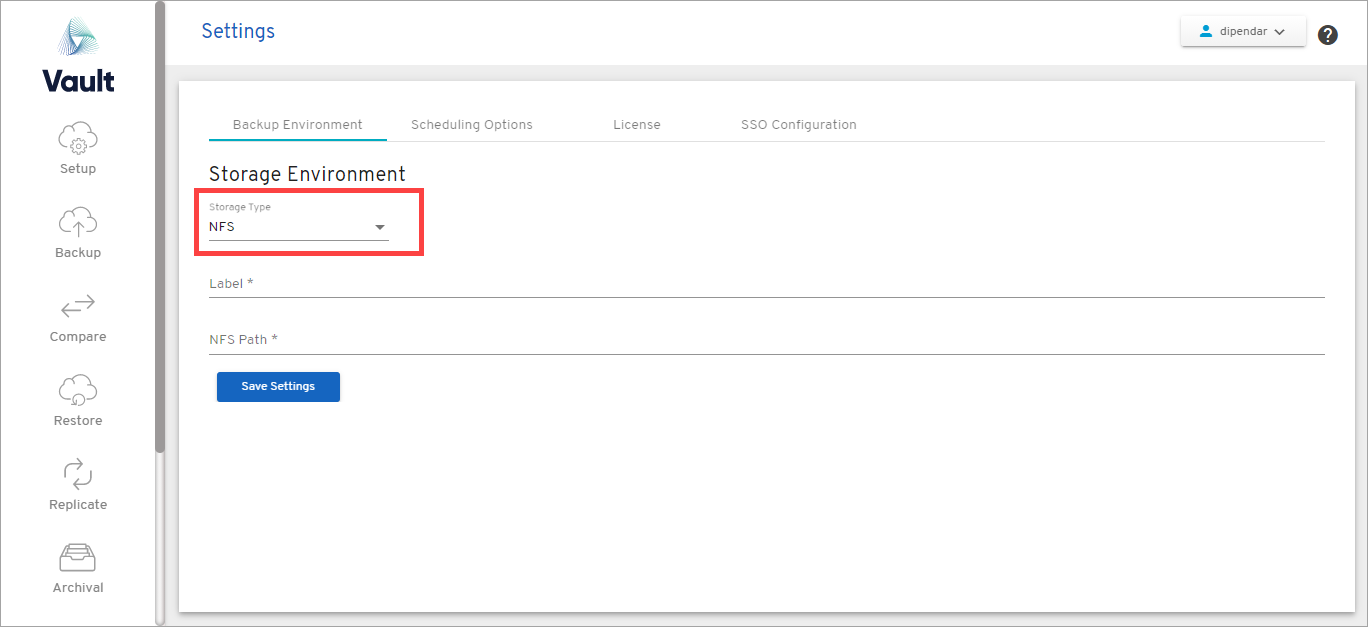 Vault
Setup
Backup
Compare
Restore
Replicate
Archival
Settings
dipendar
?
Backup Environment Scheduling Options License SSO Configuration
Storage Environment
Storage Type
NFS
Label *
NFS Path *
Save Settings